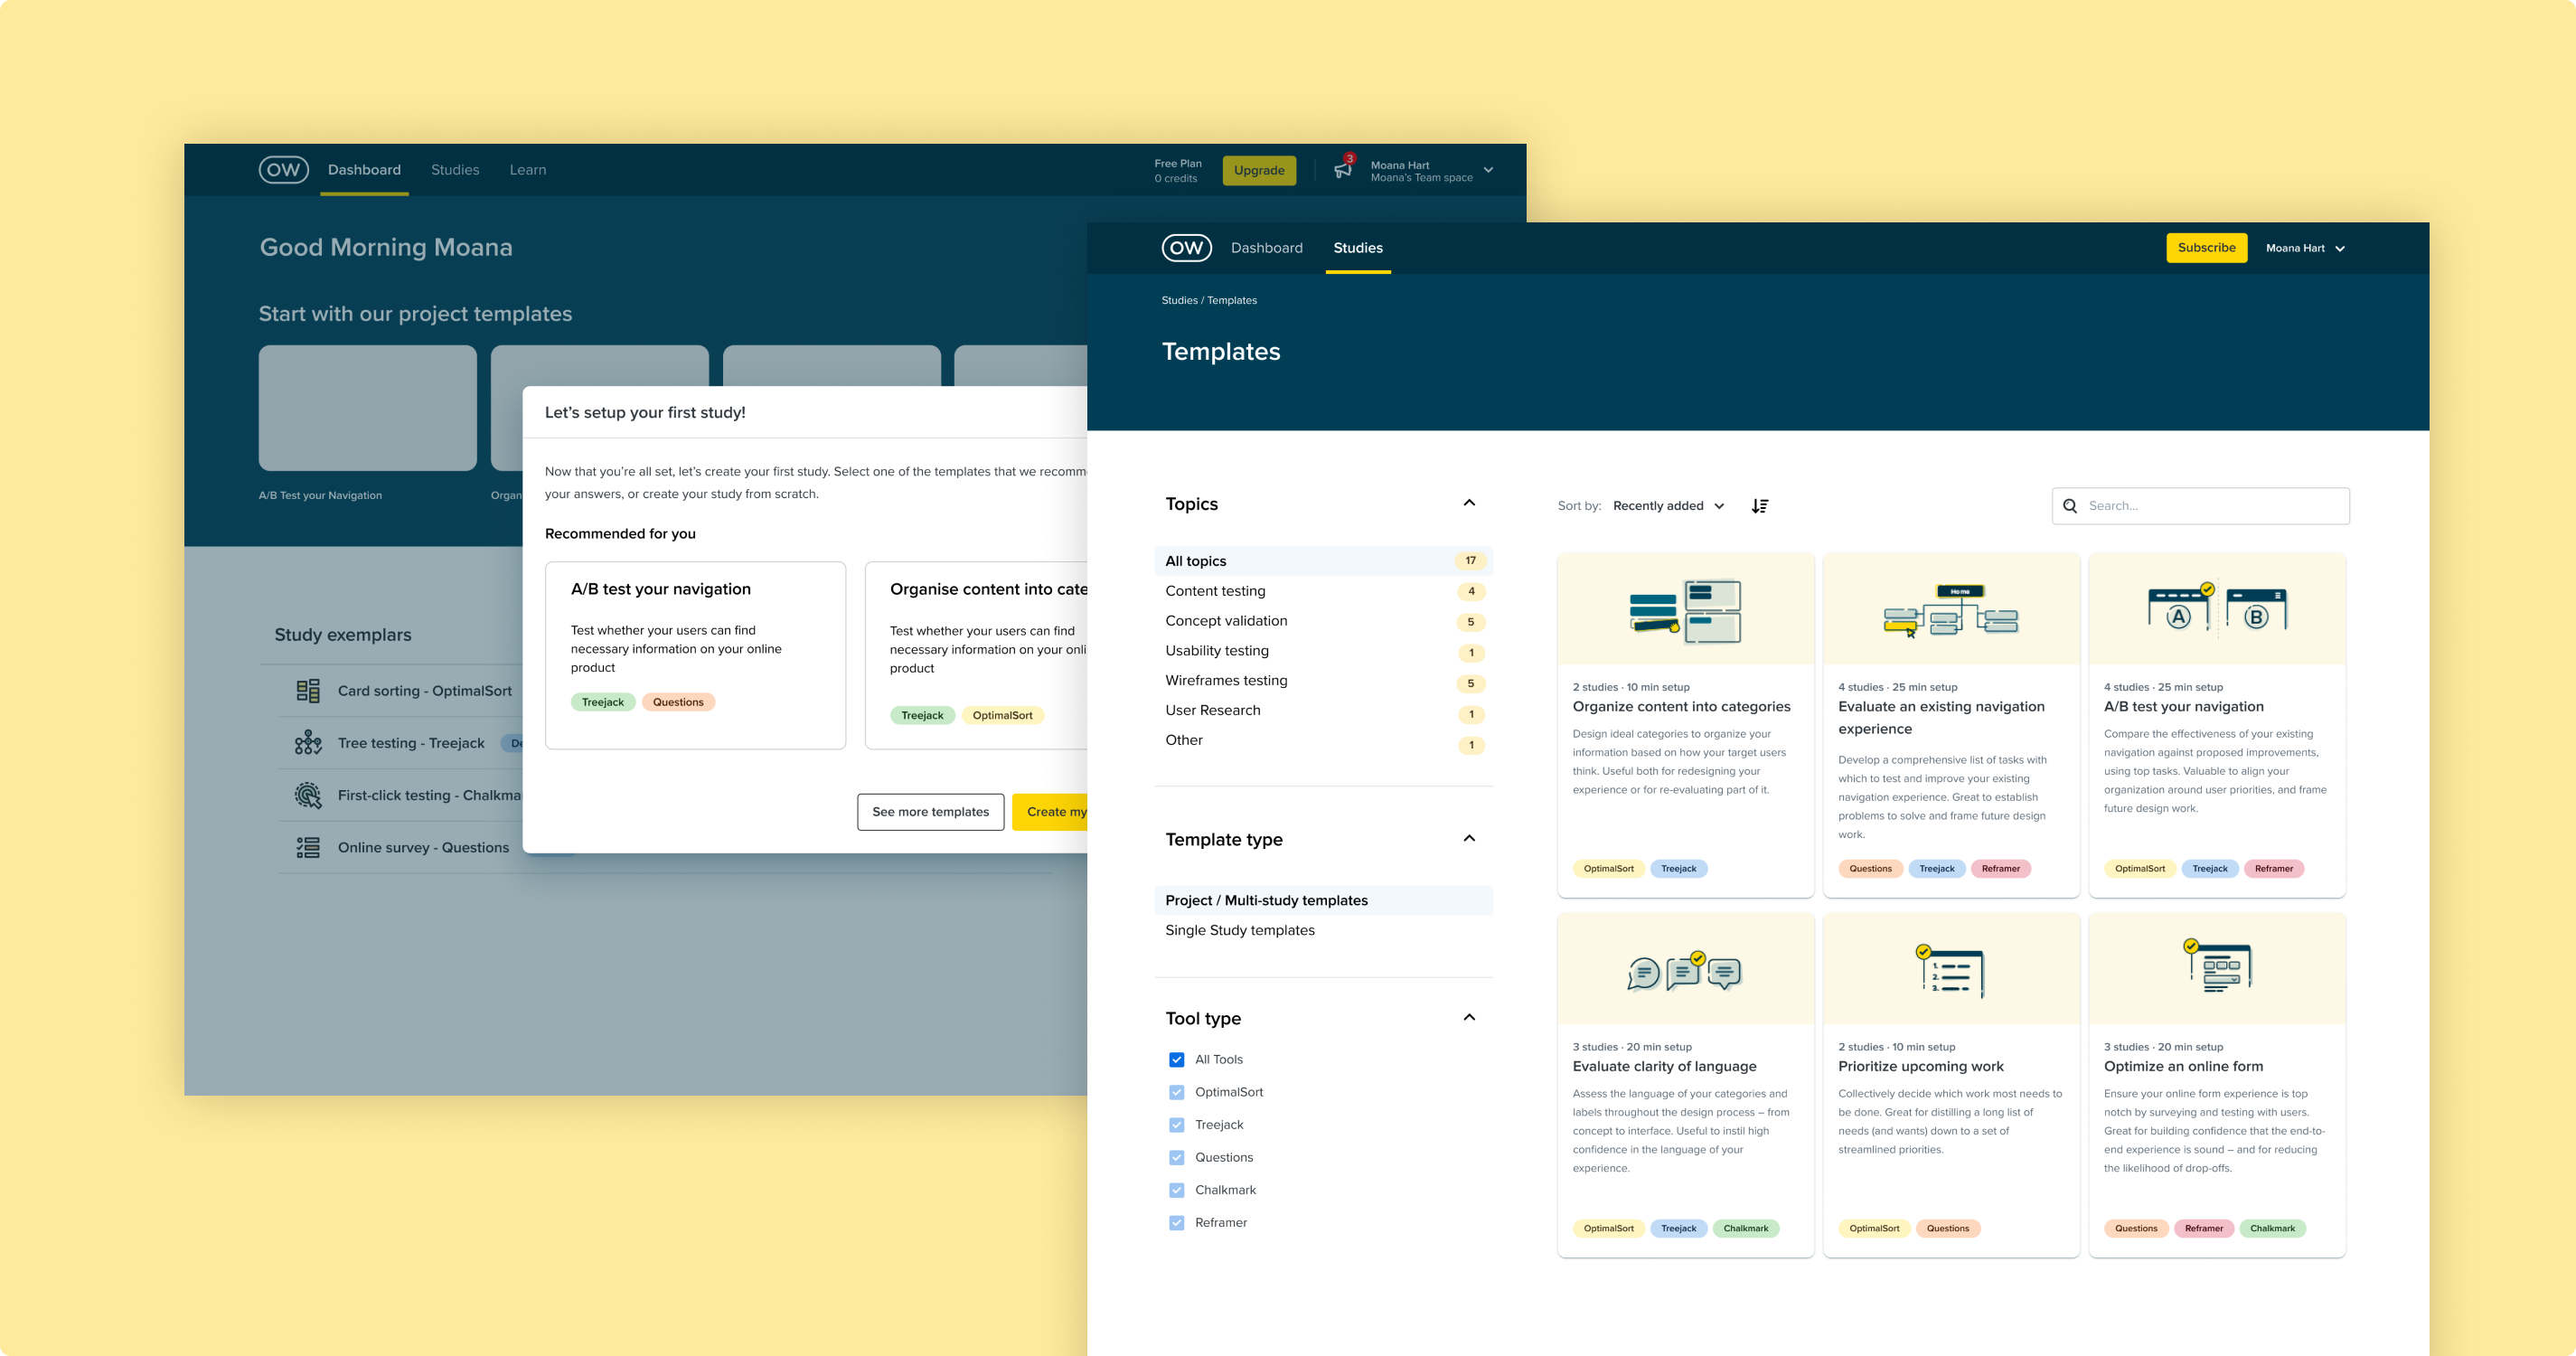 OW
Dashboard
Studies
Learn
Free Plan
0 credits
Upgrade
3
Moana Hart
Moana's Team space
Good Morning Moana
Start with our project templates
A/B Test your Navigation
Organ
Study exemplars
Card sorting - OptimalSort
Tree testing - Treejack
De
First-click testing - Chalkma
Online survey - Questions
Let's setup your first study!
Now that you're all set, let's create your first study. Select one of the templates that we recomm
your answers, or create your study from scratch.
Recommended for you
A/B test your navigation
Test whether your users can find
necessary information on your online
product
Treejack
Questions
Organise content into cate
Test whether your users can find
necessary information on your onli
product
Treejack
OptimalSort
See more templates
Create my
OW
Dashboard
Studies
Subscribe
Moana Hart
Studies / Templates
Templates
Topics
All topics 17
Content testing 4
Concept validation 5
Usability testing 1
Wireframes testing 5
User Research 1
Other 1
Template type
Project / Multi-study templates
Single Study templates
Tool type
All Tools
OptimalSort
Treejack
Questions
Chalkmark
Reframer
Sort by: Recently added
Search...
2 studies · 10 min setup
Organize content into categories
Design ideal categories to organize your
information based on how your target users
think. Useful both for redesigning your
experience or for re-evaluating part of it.
OptimalSort
Treejack
Home
4 studies · 25 min setup
Evaluate an existing navigation
experience
Develop a comprehensive list of tasks with
which to test and improve your existing
navigation experience. Great to establish
problems to solve and frame future design
work.
Questions
Treejack
Reframer
A
B
4 studies · 25 min setup
A/B test your navigation
Compare the effectiveness of your existing
navigation against proposed improvements,
using top tasks. Valuable to align your
organization around user priorities, and frame
future design work.
OptimalSort
Treejack
Reframer
3 studies · 20 min setup
Evaluate clarity of language
Assess the language of your categories and
labels throughout the design process – from
concept to interface. Useful to instil high
confidence in the language of your
experience.
OptimalSort
Treejack
Chalkmark
1.
2.
3.
2 studies · 10 min setup
Prioritize upcoming work
Collectively decide which work most needs to
be done. Great for distilling a long list of
needs (and wants) down to a set of
streamlined priorities.
OptimalSort
Questions
3 studies · 20 min setup
Optimize an online form
Ensure your online form experience is top
notch by surveying and testing with users.
Great for building confidence that the end-to-
end experience is sound – and for reducing
the likelihood of drop-offs.
Questions
Reframer
Chalkmark